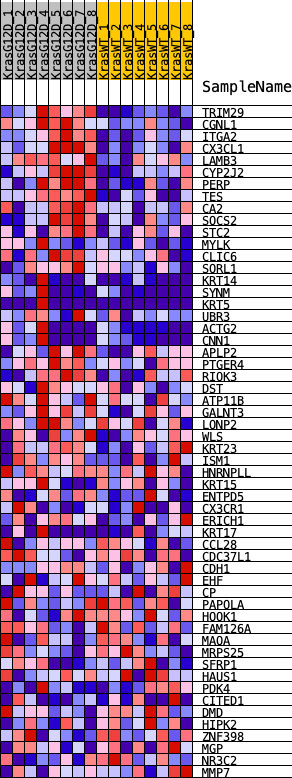 KrasG12D_1
KrasG12D_2
KrasG12D_3
KrasG12D_4
KrasG12D_5
KrasG12D_6
KrasG12D_7
KrasG12D_8
KrasWT_1
KrasWT_2
KrasWT_3
KrasWT_4
KrasWT_5
KrasWT_6
KrasWT_7
KrasWT_8
SampleName
TRIM29
CGNL1
ITGA2
CX3CL1
LAMB3
CYP2J2
PERP
TES
CA2
SOCS2
STC2
MYLK
CLIC6
SORL1
KRT14
SYNM
KRT5
UBR3
ACTG2
CNN1
APLP2
PTGER4
RIOK3
DST
ATP11B
GALNT3
LONP2
WLS
KRT23
ISM1
HNRNPLL
KRT15
ENTPD5
CX3CR1
ERICH1
KRT17
CCL28
CDC37L1
CDH1
EHF
CP
PAPOLA
HOOK1
FAM126A
MAOA
MRPS25
SFRP1
HAUS1
PDK4
CITED1
DMD
HIPK2
ZNF398
MGP
NR3C2
MMP7